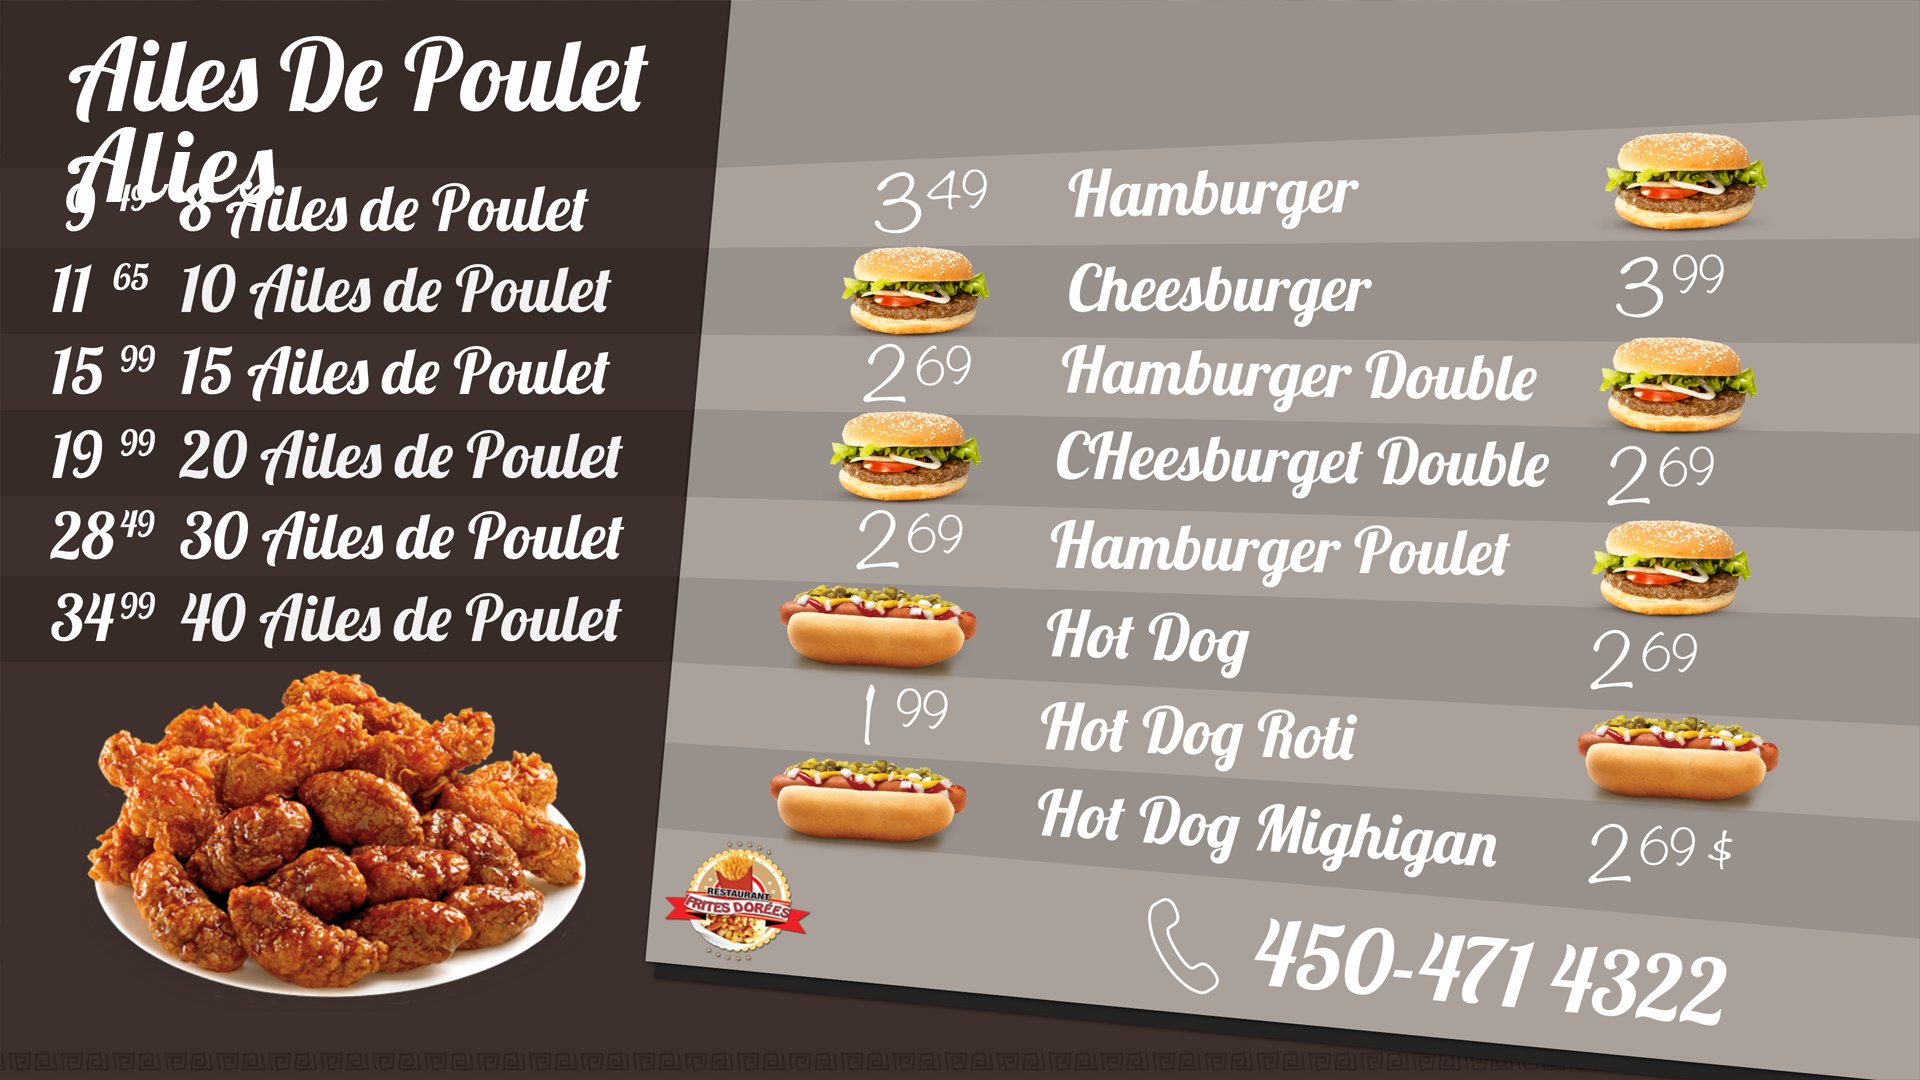 Ailes De Poulet
Alies
9 49 8 Ailes de Poulet
11 65 10 Ailes de Poulet
15 99 15 Ailes de Poulet
19 99 20 Ailes de Poulet
28 49 30 Ailes de Poulet
34 99 40 Ailes de Poulet
3 49 Hamburger
Cheesburger 3 99
2 69 Hamburger Double
CHeesburget Double 2 69
2 69 Hamburger Poulet
Hot Dog 2 69
1 99 Hot Dog Roti
Hot Dog Mighigan 2 69 $
RESTAURANT
FRITES DORÉES
450-471 4322